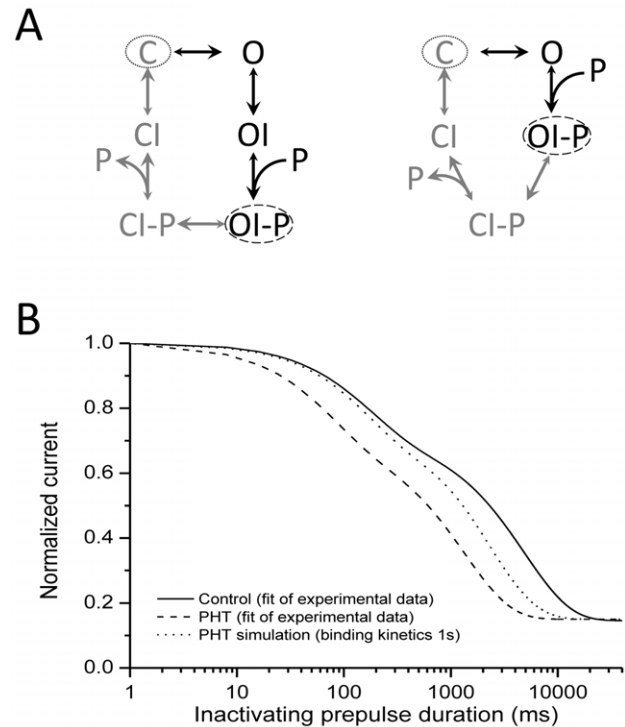 A
C O C O
P
CI OI CI OI-P
P P P
CI-P OI-P CI-P
B
1.0
0.8
0.6
0.4
0.2
0.0
Normalized current
Control (fit of experimental data)
PHT (fit of experimental data)
PHT simulation (binding kinetics 1s)
1 10 100 1000 10000
Inactivating prepulse duration (ms)